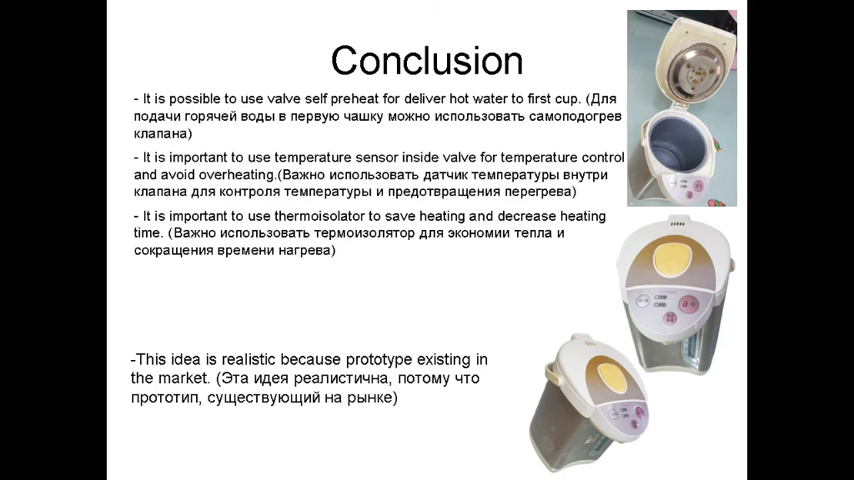 Conclusion
- It is possible to use valve self preheat for deliver hot water to first cup. (Для
подачи горячей воды в первую чашку можно использовать самоподогрев
клапана)
- It is important to use temperature sensor inside valve for temperature control
and avoid overheating.(Важно использовать датчик температуры внутри
клапана для контроля температуры и предотвращения перегрева)
- It is important to use thermoisolator to save heating and decrease heating
time. (Важно использовать термоизолятор для экономии тепла и
сокращения времени нагрева)
-This idea is realistic because prototype existing in
the market. (Эта идея реалистична, потому что
прототип, существующий на рынке)